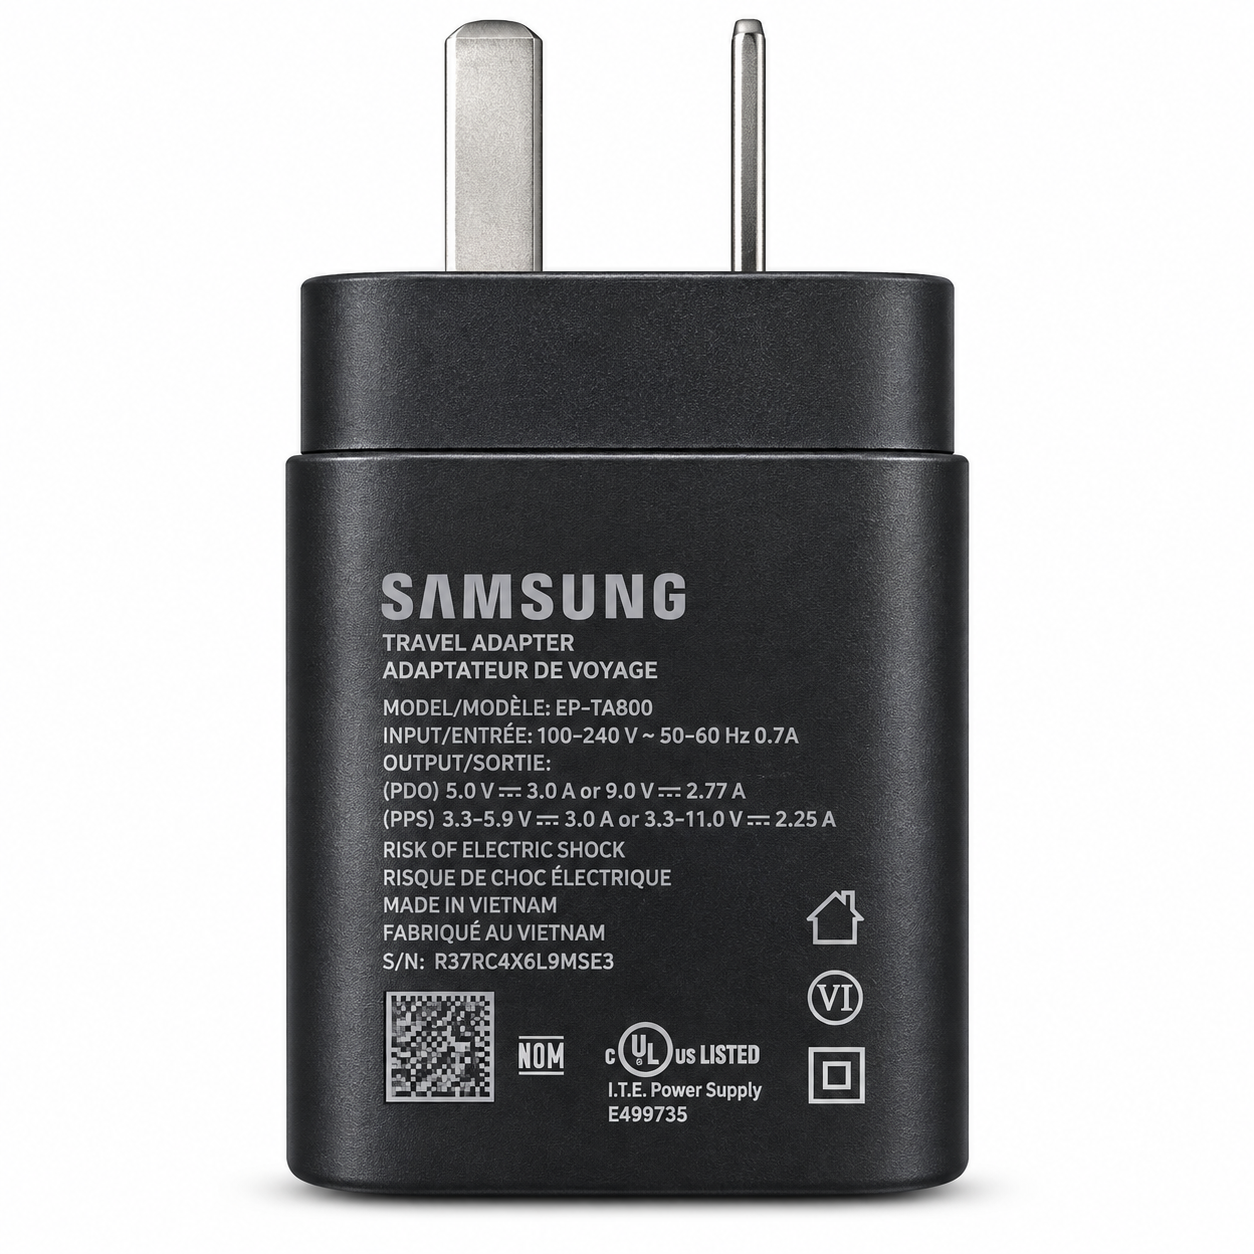 SAMSUNG
TRAVEL ADAPTER
ADAPTATEUR DE VOYAGE
MODEL/MODÈLE: EP-TA800
INPUT/ENTRÉE: 100-240 V ~ 50-60 Hz 0.7A
OUTPUT/SORTIE:
(PDO) 5.0 V ⎓ 3.0 A or 9.0 V ⎓ 2.77 A
(PPS) 3.3-5.9 V ⎓ 3.0 A or 3.3-11.0 V ⎓ 2.25 A
RISK OF ELECTRIC SHOCK
RISQUE DE CHOC ÉLECTRIQUE
MADE IN VIETNAM
FABRIQUÉ AU VIETNAM
S/N: R37RC4X6L9MSE3
VI
NOM
c UL us LISTED
I.T.E. Power Supply
E499735